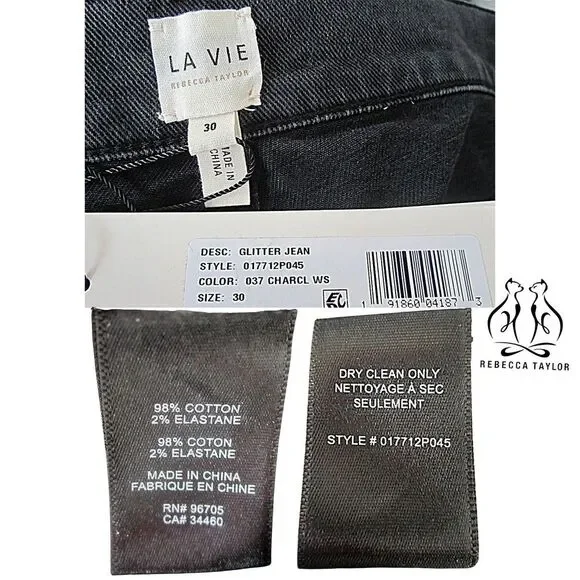 LA VIE
REBECCA TAYLOR
30
MADE IN
CHINA
DESC: GLITTER JEAN
STYLE: 017712P045
COLOR: 037 CHARCL WS
SIZE: 30
1 91860 04187 3
REBECCA TAYLOR
98% COTTON
2% ELASTANE
98% COTON
2% ELASTANE
MADE IN CHINA
FABRIQUE EN CHINE
RN# 96705
CA# 34460
DRY CLEAN ONLY
NETTOYAGE À SEC
SEULEMENT
STYLE # 017712P045